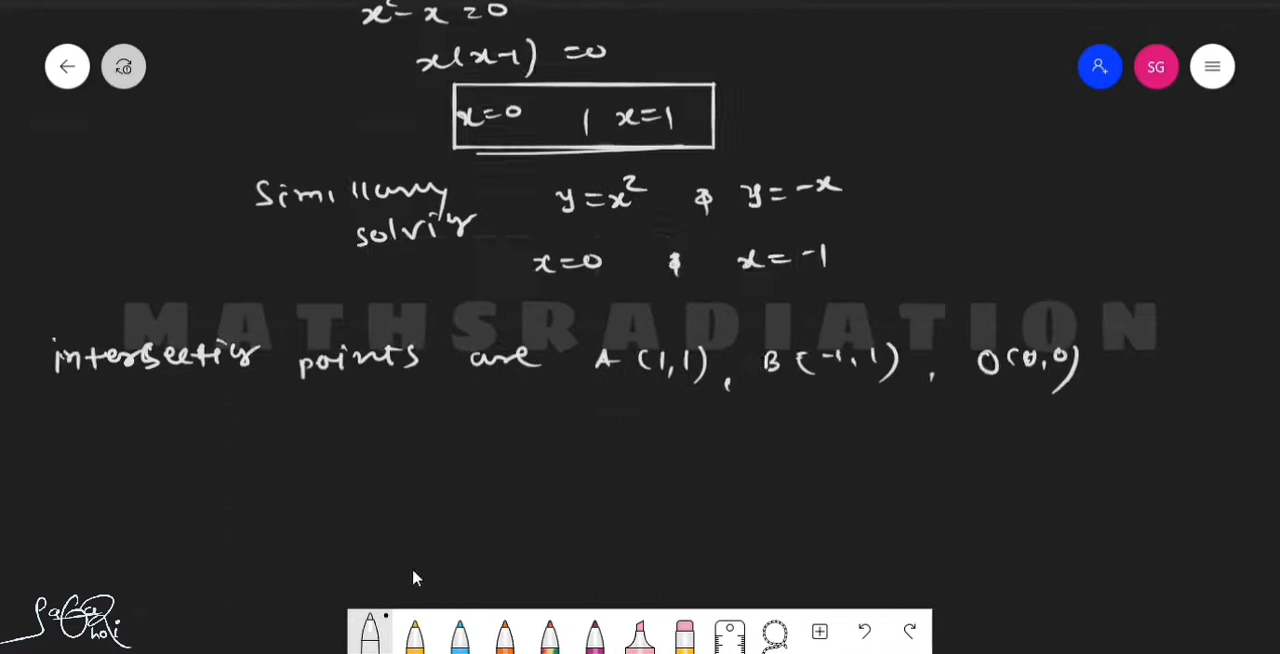 x² - x = 0
x(x-1) = 0
x=0 | x=1
Similarly y = x² & y = -x
solving
x=0 & x = -1
MATHSRADIATION
intersecting points are A (1,1), B (-1,1), O(0,0)
SG